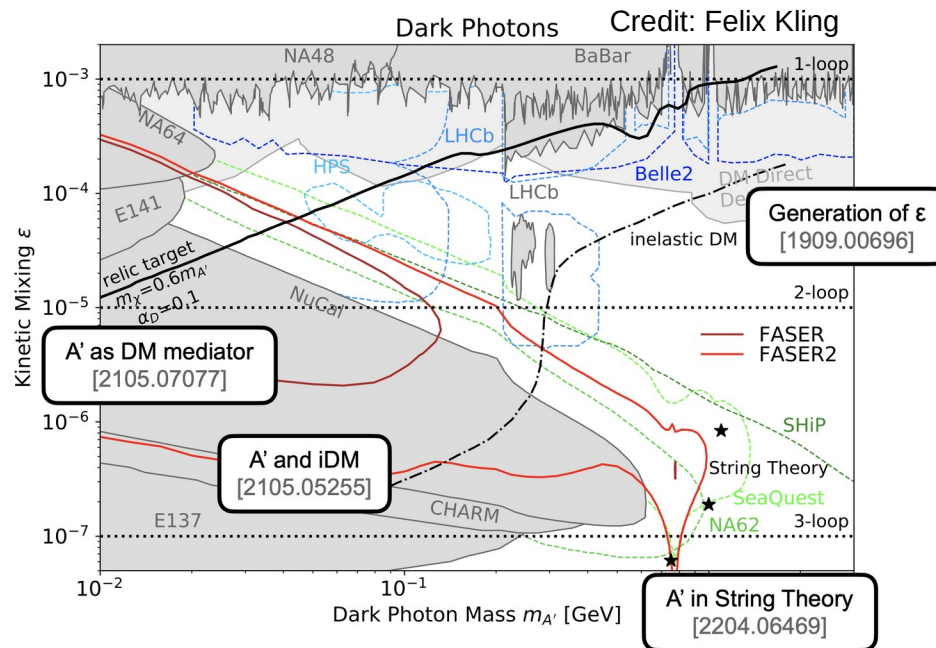 Dark Photons
Credit: Felix Kling
NA48
BaBar
1-loop
10⁻³
NA64
LHCb
HPS
Belle2
LHCb
DM Direct
De
10⁻⁴
E141
Generation of ε
[1909.00696]
inelastic DM
relic target
mχ=0.6mA′
αD=0.1
NuCal
10⁻⁵
2-loop
FASER
FASER2
A' as DM mediator
[2105.07077]
10⁻⁶
SHiP
A' and iDM
[2105.05255]
String Theory
SeaQuest
CHARM
E137
NA62
3-loop
10⁻⁷
10⁻²
10⁻¹
Kinetic Mixing ε
Dark Photon Mass mA′ [GeV]
A' in String Theory
[2204.06469]